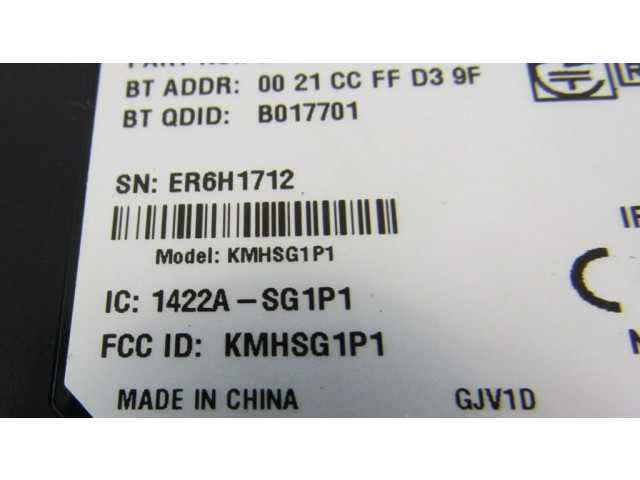 BT ADDR: 00 21 CC FF D3 9F
BT QDID: B017701
SN: ER6H1712
Model: KMHSG1P1
IC: 1422A-SG1P1
FCC ID: KMHSG1P1
MADE IN CHINA GJV1D